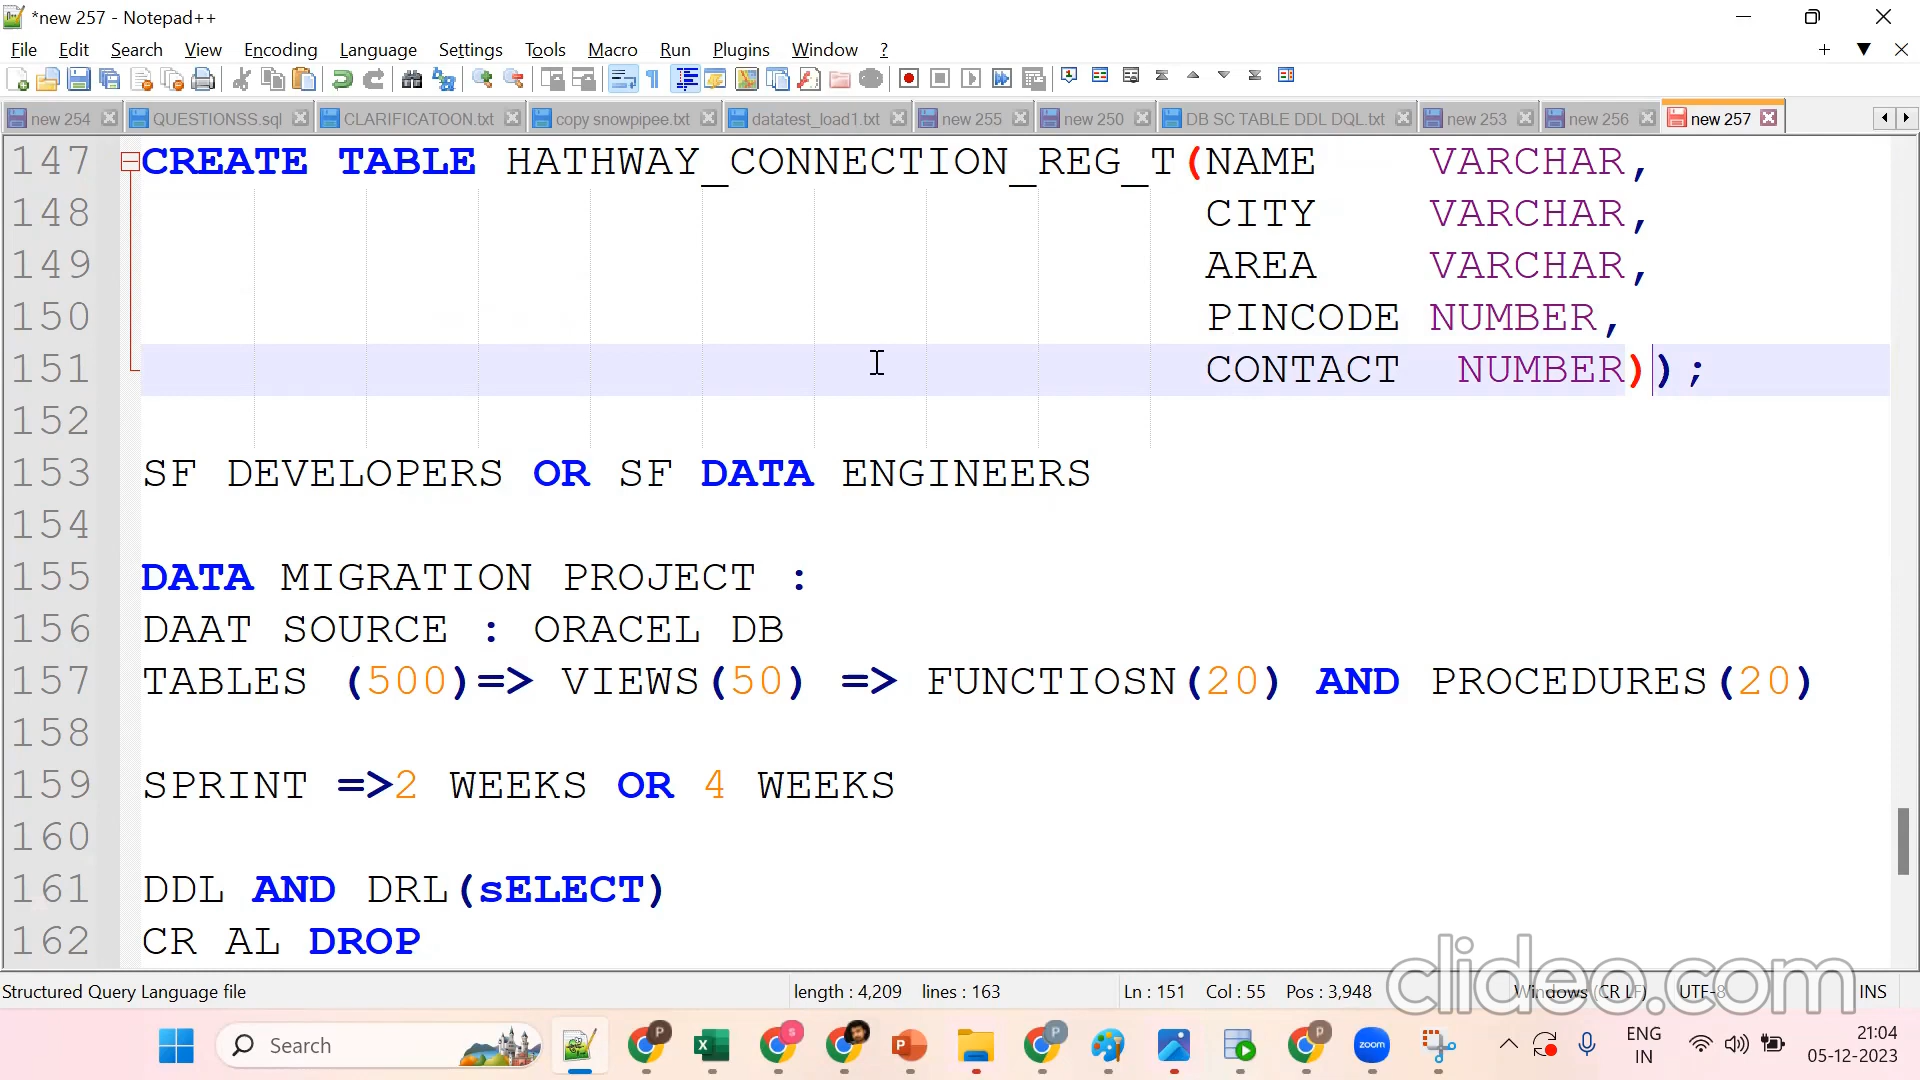 *new 257 - Notepad++
File Edit Search View Encoding Language Settings Tools Macro Run Plugins Window ?
new 254 QUESTIONSS.sql CLARIFICATOON.txt copy snowpipee.txt datatest_load1.txt new 255 new 250 DB SC TABLE DDL DQL.txt new 253 new 256 new 257
147 CREATE TABLE HATHWAY_CONNECTION_REG_T(NAME VARCHAR,
148 CITY VARCHAR,
149 AREA VARCHAR,
150 PINCODE NUMBER,
151 CONTACT NUMBER));
152
153 SF DEVELOPERS OR SF DATA ENGINEERS
154
155 DATA MIGRATION PROJECT :
156 DAAT SOURCE : ORACEL DB
157 TABLES (500)=> VIEWS(50) => FUNCTIOSN(20) AND PROCEDURES(20)
158
159 SPRINT =>2 WEEKS OR 4 WEEKS
160
161 DDL AND DRL(sELECT)
162 CR AL DROP
clideo.com
Structured Query Language file length : 4,209 lines : 163 Ln : 151 Col : 55 Pos : 3,948 Windows (CR LF) UTF-8 INS
Search zoom ENG 21:04
IN 05-12-2023